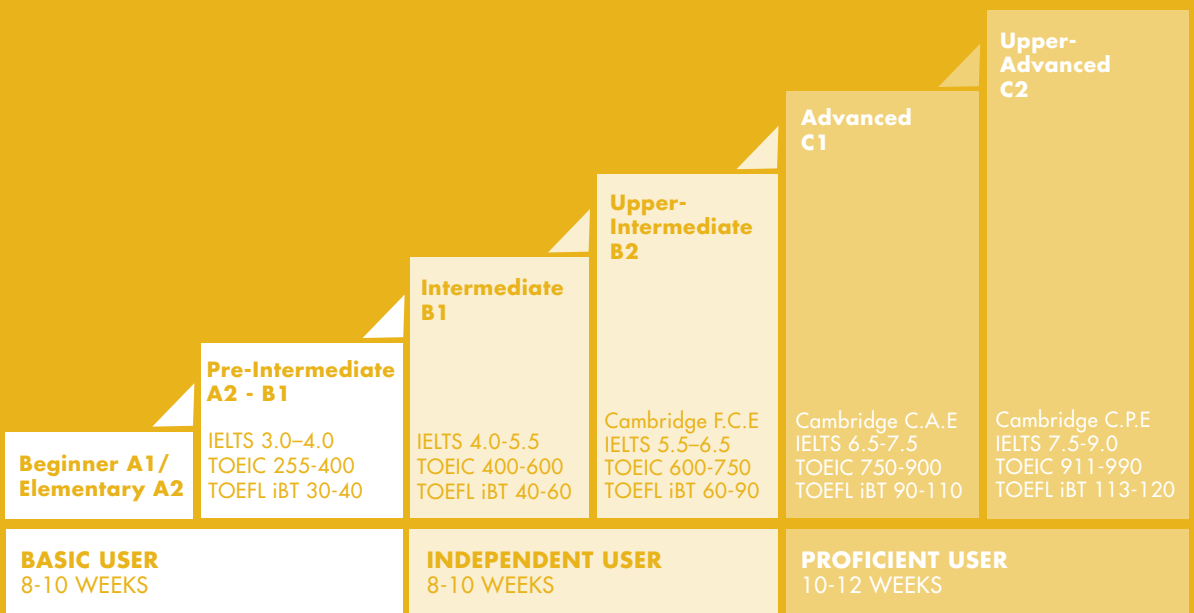 Beginner A1/
Elementary A2
Pre-Intermediate
A2 - B1
IELTS 3.0–4.0
TOEIC 255-400
TOEFL iBT 30-40
Intermediate
B1
IELTS 4.0-5.5
TOEIC 400-600
TOEFL iBT 40-60
Upper-
Intermediate
B2
Cambridge F.C.E
IELTS 5.5–6.5
TOEIC 600-750
TOEFL iBT 60-90
Advanced
C1
Cambridge C.A.E
IELTS 6.5-7.5
TOEIC 750-900
TOEFL iBT 90-110
Upper-
Advanced
C2
Cambridge C.P.E
IELTS 7.5-9.0
TOEIC 911-990
TOEFL iBT 113-120
BASIC USER
8-10 WEEKS
INDEPENDENT USER
8-10 WEEKS
PROFICIENT USER
10-12 WEEKS